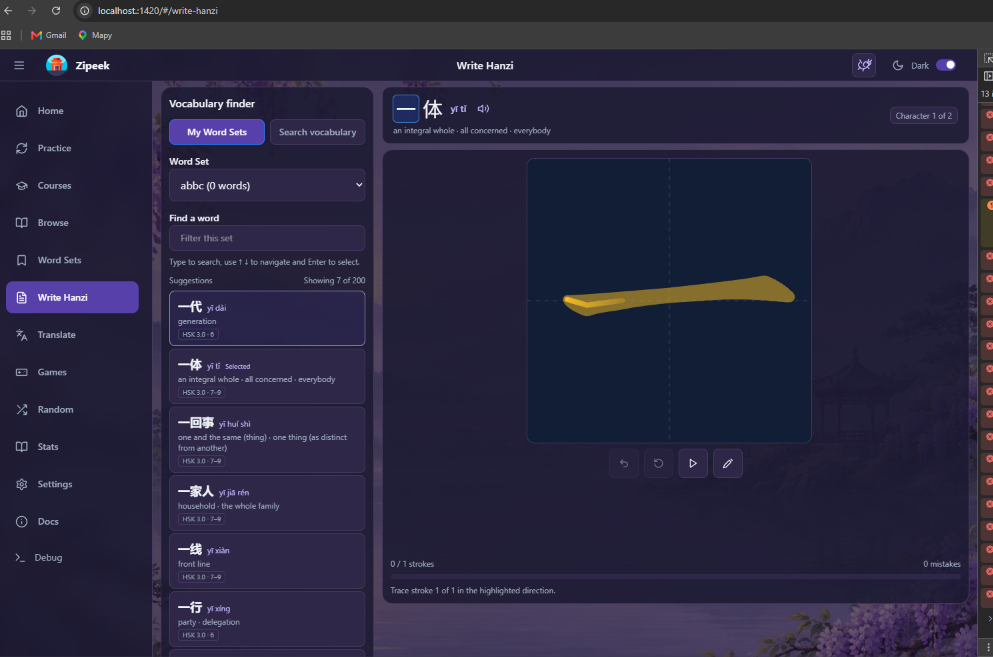 localhost:1420/#/write-hanzi
Gmail
Mapy
Zipeek
Write Hanzi
Dark
13
Home
Practice
Courses
Browse
Word Sets
Write Hanzi
Translate
Games
Random
Stats
Settings
Docs
Debug
Vocabulary finder
My Word Sets
Search vocabulary
Word Set
abbc (0 words)
Find a word
Filter this set
Type to search, use ↑ ↓ to navigate and Enter to select.
Suggestions
Showing 7 of 200
一代 yī dài
generation
HSK 3.0 · 6
一体 yī tǐ Selected
an integral whole · all concerned · everybody
HSK 3.0 · 7–9
一回事 yī huí shì
one and the same (thing) · one thing (as distinct
from another)
HSK 3.0 · 7–9
一家人 yī jiā rén
household · the whole family
HSK 3.0 · 7–9
一线 yī xiàn
front line
HSK 3.0 · 7–9
一行 yī xíng
party · delegation
HSK 3.0 · 6
一体 yī tǐ
an integral whole · all concerned · everybody
Character 1 of 2
0 / 1 strokes
0 mistakes
Trace stroke 1 of 1 in the highlighted direction.